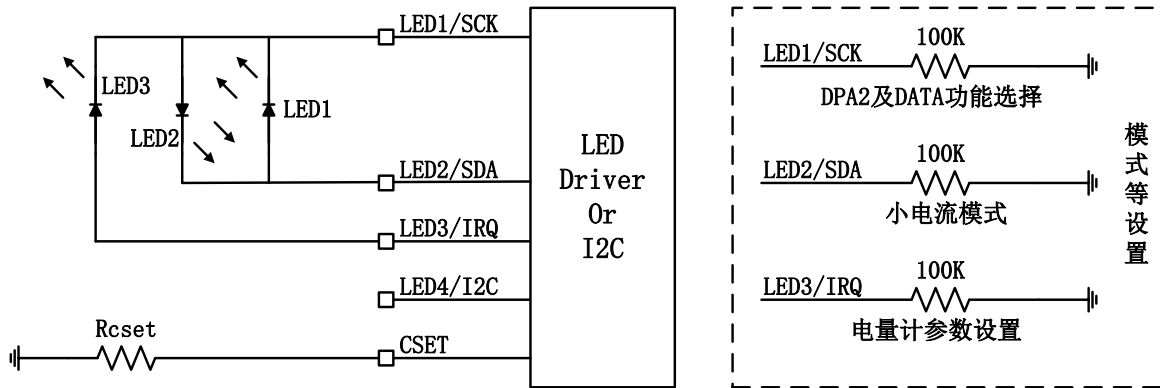 LED1/SCK
LED3
LED2
LED1
LED2/SDA
LED3/IRQ
LED4/I2C
Rcset
CSET
LED
Driver
Or
I2C
LED1/SCK
100K
DPA2及DATA功能选择
LED2/SDA
100K
小电流模式
LED3/IRQ
100K
电量计参数设置
模式等设置